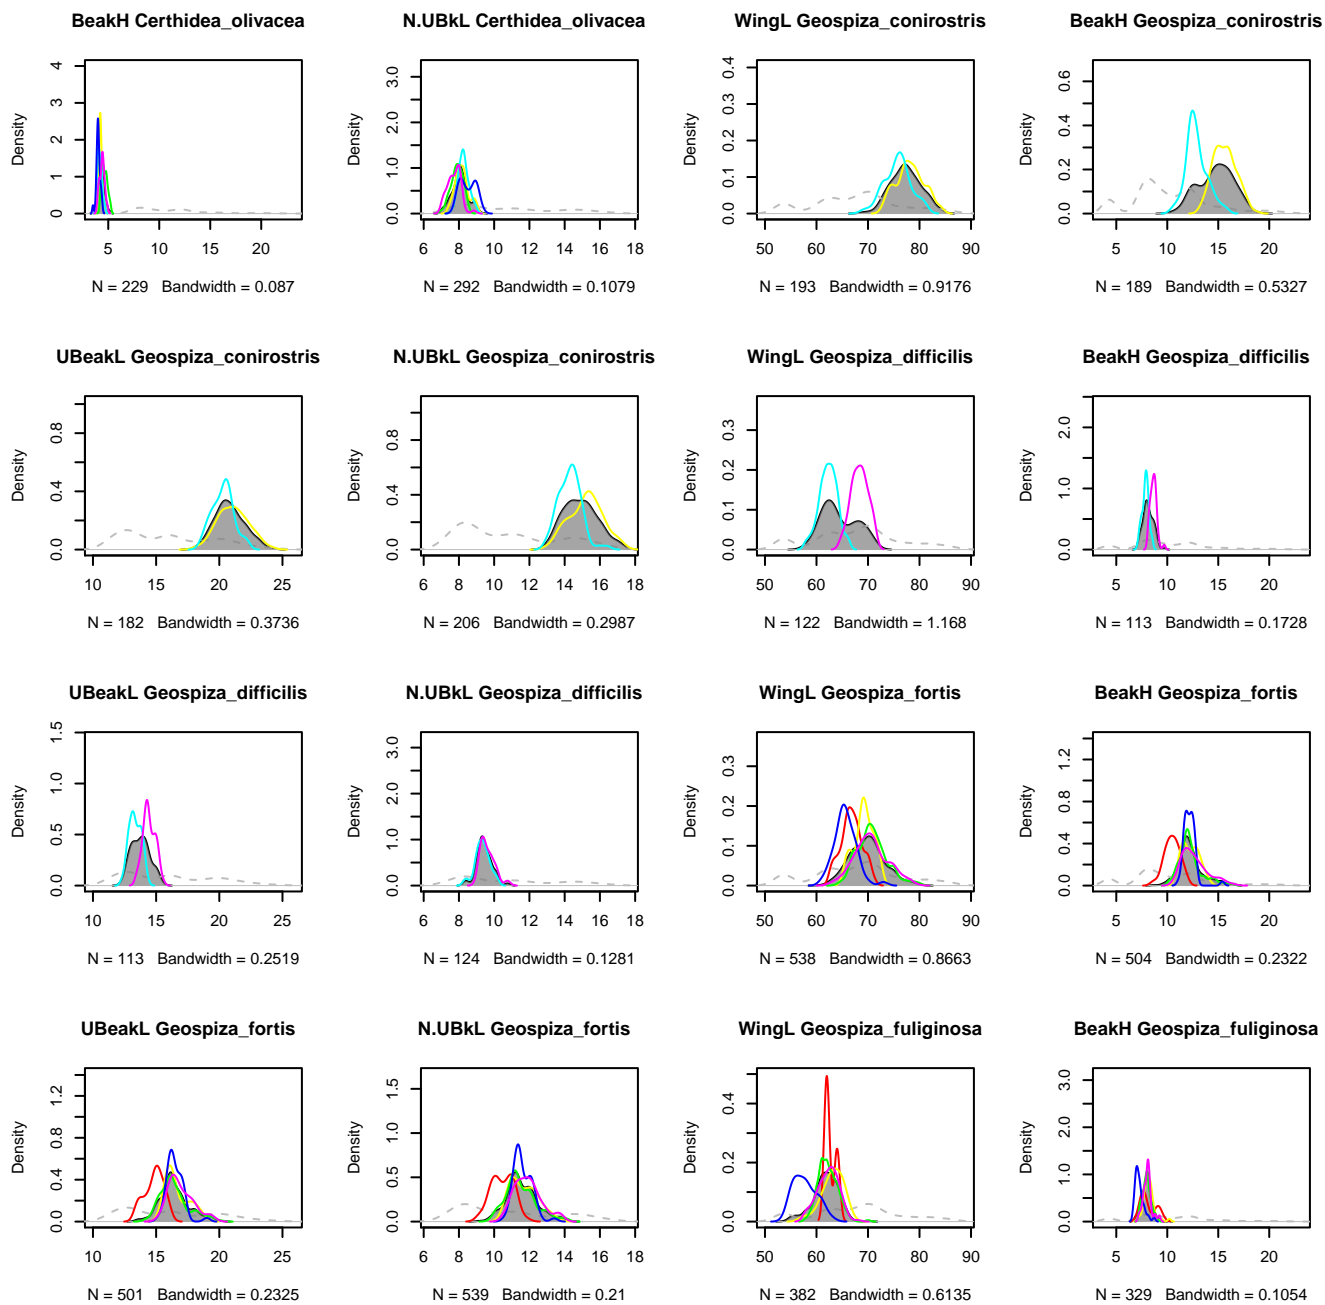 BeakH Certhidea_olivacea
N.UBkL Certhidea_olivacea
WingL Geospiza_conirostris
BeakH Geospiza_conirostris
Density
0 1 2 3 4
5 10 15 20
N = 229 Bandwidth = 0.087
Density
0.0 1.0 2.0 3.0
6 8 10 12 14 16 18
N = 292 Bandwidth = 0.1079
Density
0.0 0.1 0.2 0.3 0.4
50 60 70 80 90
N = 193 Bandwidth = 0.9176
Density
0.0 0.2 0.4 0.6
5 10 15 20
N = 189 Bandwidth = 0.5327
UBeakL Geospiza_conirostris
N.UBkL Geospiza_conirostris
WingL Geospiza_difficilis
BeakH Geospiza_difficilis
Density
0.0 0.4 0.8
10 15 20 25
N = 182 Bandwidth = 0.3736
Density
0.0 0.4 0.8
6 8 10 12 14 16 18
N = 206 Bandwidth = 0.2987
Density
0.0 0.1 0.2 0.3
50 60 70 80 90
N = 122 Bandwidth = 1.168
Density
0.0 1.0 2.0
5 10 15 20
N = 113 Bandwidth = 0.1728
UBeakL Geospiza_difficilis
N.UBkL Geospiza_difficilis
WingL Geospiza_fortis
BeakH Geospiza_fortis
Density
0.0 0.5 1.0 1.5
10 15 20 25
N = 113 Bandwidth = 0.2519
Density
0.0 1.0 2.0 3.0
6 8 10 12 14 16 18
N = 124 Bandwidth = 0.1281
Density
0.0 0.1 0.2 0.3
50 60 70 80 90
N = 538 Bandwidth = 0.8663
Density
0.0 0.4 0.8 1.2
5 10 15 20
N = 504 Bandwidth = 0.2322
UBeakL Geospiza_fortis
N.UBkL Geospiza_fortis
WingL Geospiza_fuliginosa
BeakH Geospiza_fuliginosa
Density
0.0 0.4 0.8 1.2
10 15 20 25
N = 501 Bandwidth = 0.2325
Density
0.0 0.5 1.0 1.5
6 8 10 12 14 16 18
N = 539 Bandwidth = 0.21
Density
0.0 0.2 0.4
50 60 70 80 90
N = 382 Bandwidth = 0.6135
Density
0.0 1.0 2.0 3.0
5 10 15 20
N = 329 Bandwidth = 0.1054